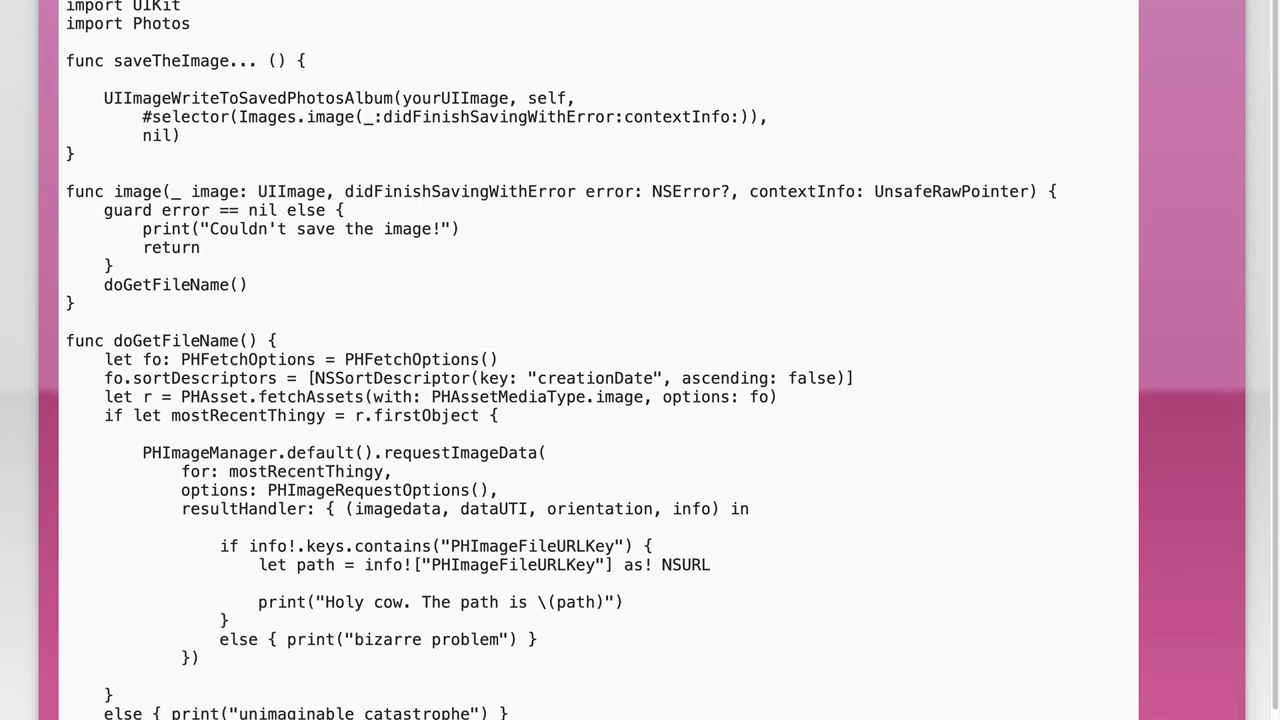 import UIKit
import Photos
func saveTheImage... () {
UIImageWriteToSavedPhotosAlbum(yourUIImage, self,
#selector(Images.image(_:didFinishSavingWithError:contextInfo:)),
nil)
}
func image(_ image: UIImage, didFinishSavingWithError error: NSError?, contextInfo: UnsafeRawPointer) {
guard error == nil else {
print("Couldn't save the image!")
return
}
doGetFileName()
}
func doGetFileName() {
let fo: PHFetchOptions = PHFetchOptions()
fo.sortDescriptors = [NSSortDescriptor(key: "creationDate", ascending: false)]
let r = PHAsset.fetchAssets(with: PHAssetMediaType.image, options: fo)
if let mostRecentThingy = r.firstObject {
PHImageManager.default().requestImageData(
for: mostRecentThingy,
options: PHImageRequestOptions(),
resultHandler: { (imagedata, dataUTI, orientation, info) in
if info!.keys.contains("PHImageFileURLKey") {
let path = info!["PHImageFileURLKey"] as! NSURL
print("Holy cow. The path is \(path)")
}
else { print("bizarre problem") }
})
}
else { print("unimaginable catastrophe") }